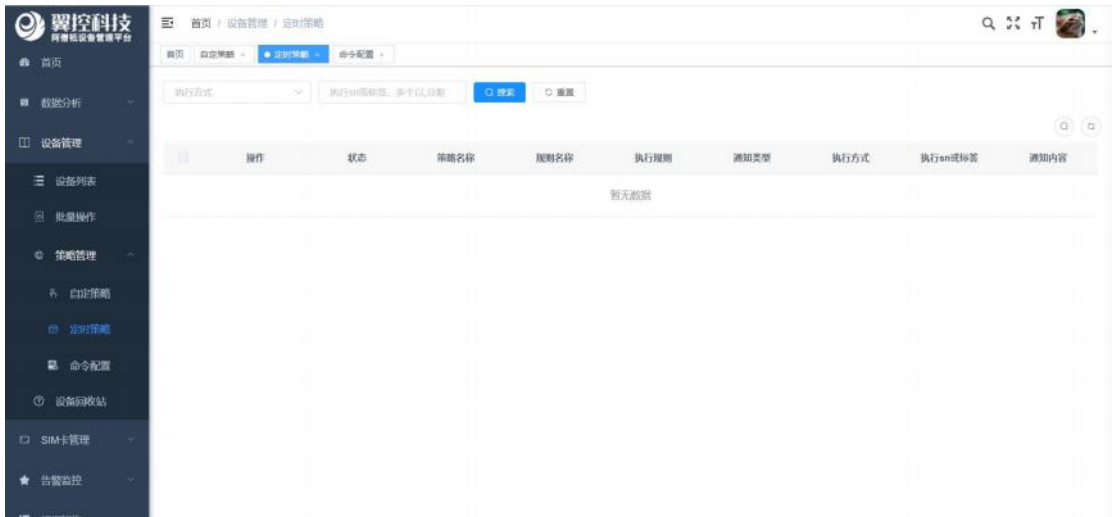 翼控科技
阿僧祇设备管理平台
首页 / 设备管理 / 定时策略
首页 自定策略 × 定时策略 × 命令配置 ×
首页
数据分析
设备管理
设备列表
批量操作
策略管理
自定策略
定时策略
命令配置
设备回收站
SIM卡管理
告警监控
执行方式 执行sn或标签，多个以,分割 搜索 重置
操作 状态 策略名称 规则名称 执行规则 通知类型 执行方式 执行sn或标签 通知内容
暂无数据